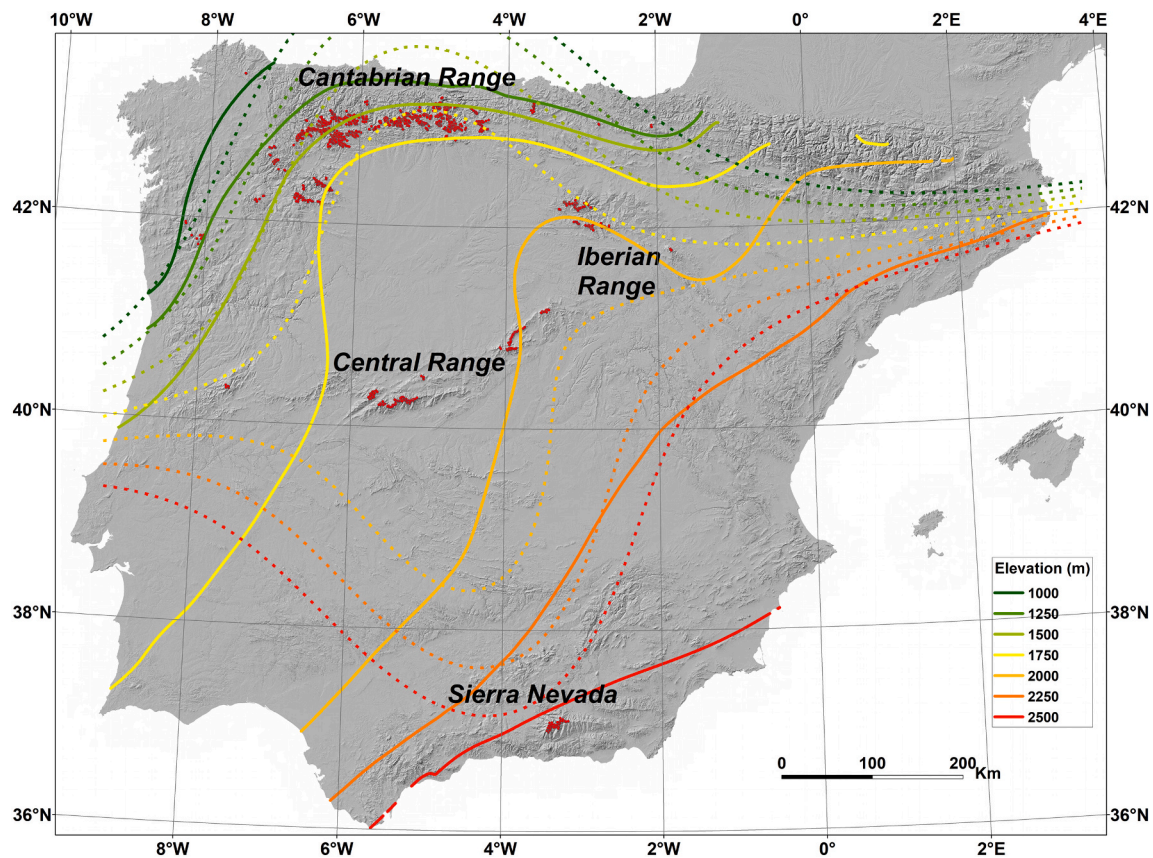 10°W 8°W 6°W 4°W 2°W 0° 2°E 4°E
Cantabrian Range
42°N 42°N
Iberian
Range
Central Range
40°N 40°N
Elevation (m)
1000
1250
1500
1750
2000
2250
2500
38°N 38°N
Sierra Nevada
0 100 200
Km
36°N 36°N
8°W 6°W 4°W 2°W 0° 2°E